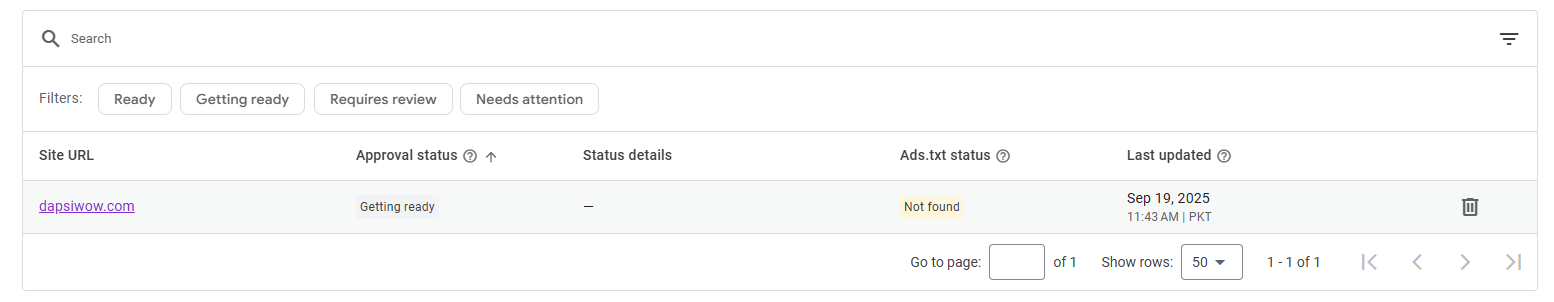 Search
Filters: Ready Getting ready Requires review Needs attention
Site URL Approval status Status details Ads.txt status Last updated
dapsiwow.com Getting ready — Not found Sep 19, 2025
11:43 AM | PKT
Go to page: of 1 Show rows: 50 1 - 1 of 1